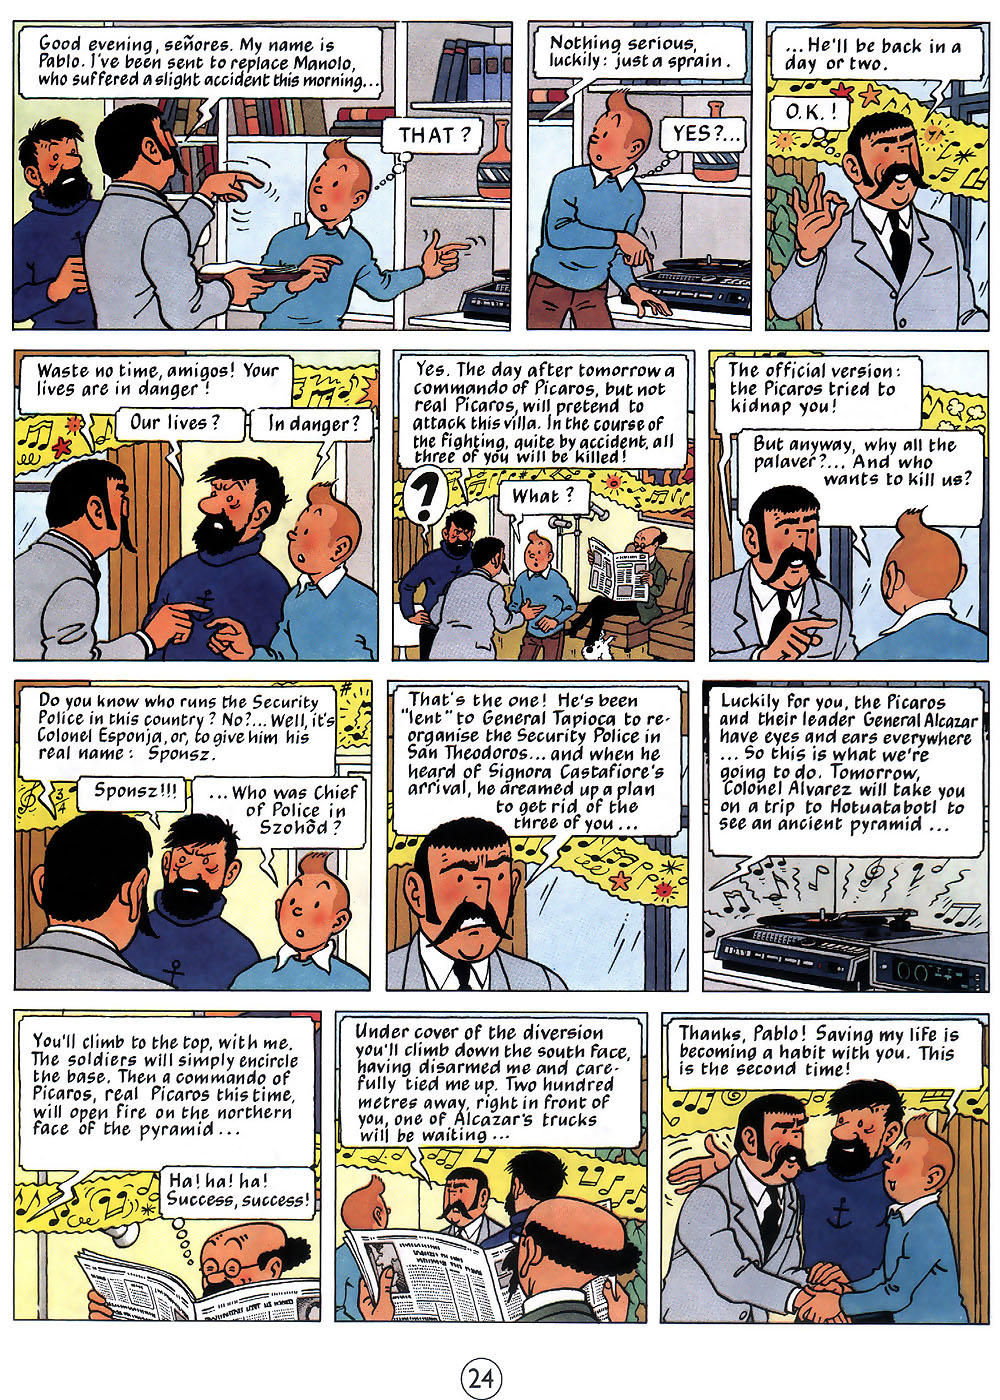 Good evening, señores. My name is
Pablo. I've been sent to replace Manolo,
who suffered a slight accident this morning...
THAT?
Nothing serious,
luckily: just a sprain.
YES?...
...He'll be back in a
day or two.
O.K.!
Waste no time, amigos! Your
lives are in danger!
Our lives?
In danger?
Yes. The day after tomorrow a
commando of Picaros, but not
real Picaros, will pretend to
attack this villa. In the course of
the fighting, quite by accident, all
three of you will be killed!
?
What?
The official version:
the Picaros tried to
kidnap you!
But anyway, why all the
palaver?... And who
wants to kill us?
Do you know who runs the Security
Police in this country? No?... Well, it's
Colonel Esponja, or, to give him his
real name: Sponsz.
Sponsz!!!
...Who was Chief
of Police in
Szohôd?
3/4
That's the one! He's been
"lent" to General Tapioca to re-
organise the Security Police in
San Theodoros... and when he
heard of Signora Castafiore's
arrival, he dreamed up a plan
to get rid of the
three of you...
Luckily for you, the Picaros
and their leader General Alcazar
have eyes and ears everywhere
...So this is what we're
going to do. Tomorrow,
Colonel Alvarez will take you
on a trip to Hotuatabotl to
see an ancient pyramid...
You'll climb to the top, with me.
The soldiers will simply encircle
the base. Then a commando of
Picaros, real Picaros this time,
will open fire on the northern
face of the pyramid...
Ha! ha! ha!
Success, success!
Under cover of the diversion
you'll climb down the south face,
having disarmed me and care-
fully tied me up. Two hundred
metres away, right in front of
you, one of Alcazar's trucks
will be waiting...
Thanks, Pablo! Saving my life is
becoming a habit with you. This
is the second time!
24